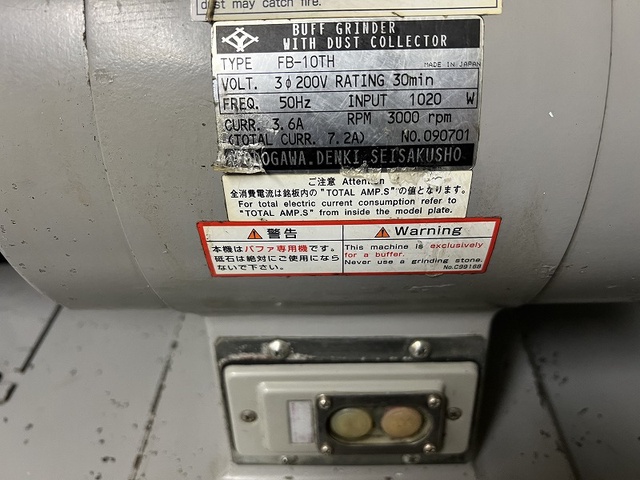 dust may catch fire.
BUFF GRINDER
WITH DUST COLLECTOR
TYPE FB-10TH
MADE IN JAPAN
VOLT. 3φ200V RATING 30min
FREQ. 50Hz INPUT 1020 W
CURR. 3.6A RPM 3000 rpm
(TOTAL CURR. 7.2A) NO.090701
YODOGAWA.DENKI.SEISAKUSHO
ご注意 Attention
全消費電流は銘板内の"TOTAL AMP.S"の値となります。
For total electric current consumption refer to
"TOTAL AMP.S" from inside the model plate.
警告
本機はバフ専用機です。
砥石は絶対にご使用になら
ないで下さい。
Warning
This machine is exclusively
for a buffer.
Never use a grinding stone.
No.C99168